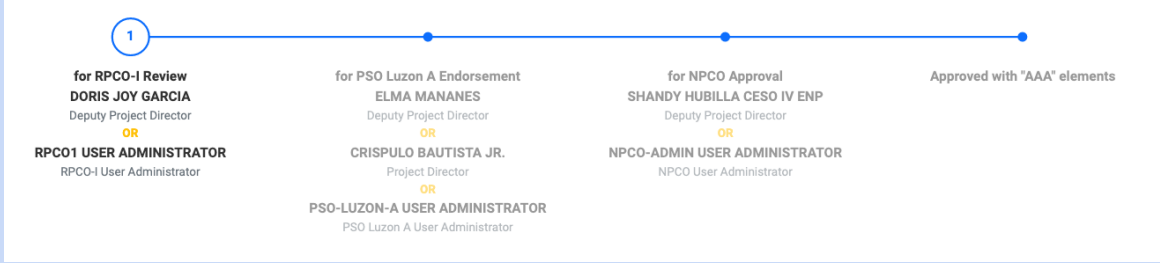 1
for RPCO-I Review
DORIS JOY GARCIA
Deputy Project Director
OR
RPCO1 USER ADMINISTRATOR
RPCO-I User Administrator
for PSO Luzon A Endorsement
ELMA MANANES
Deputy Project Director
OR
CRISPULO BAUTISTA JR.
Project Director
OR
PSO-LUZON-A USER ADMINISTRATOR
PSO Luzon A User Administrator
for NPCO Approval
SHANDY HUBILLA CESO IV ENP
Deputy Project Director
OR
NPCO-ADMIN USER ADMINISTRATOR
NPCO User Administrator
Approved with "AAA" elements